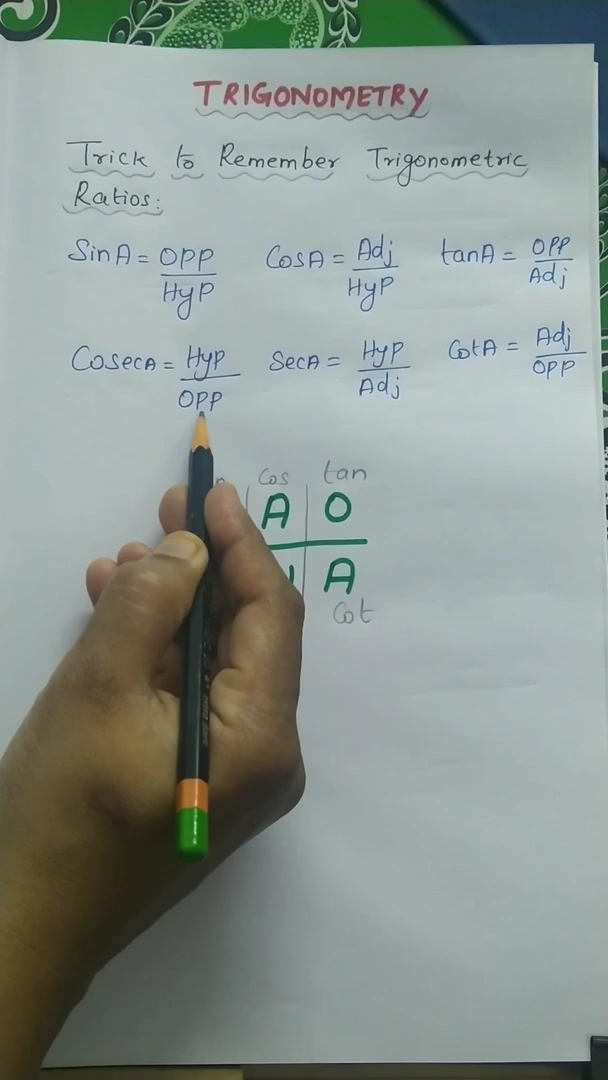 TRIGONOMETRY
Trick to Remember Trigonometric
Ratios:
SinA = OPP/HyP CosA = Adj/HyP tanA = OPP/Adj
CosecA = HyP/OPP SecA = HyP/Adj CotA = Adj/OPP
Cos tan
A O
A
Cot